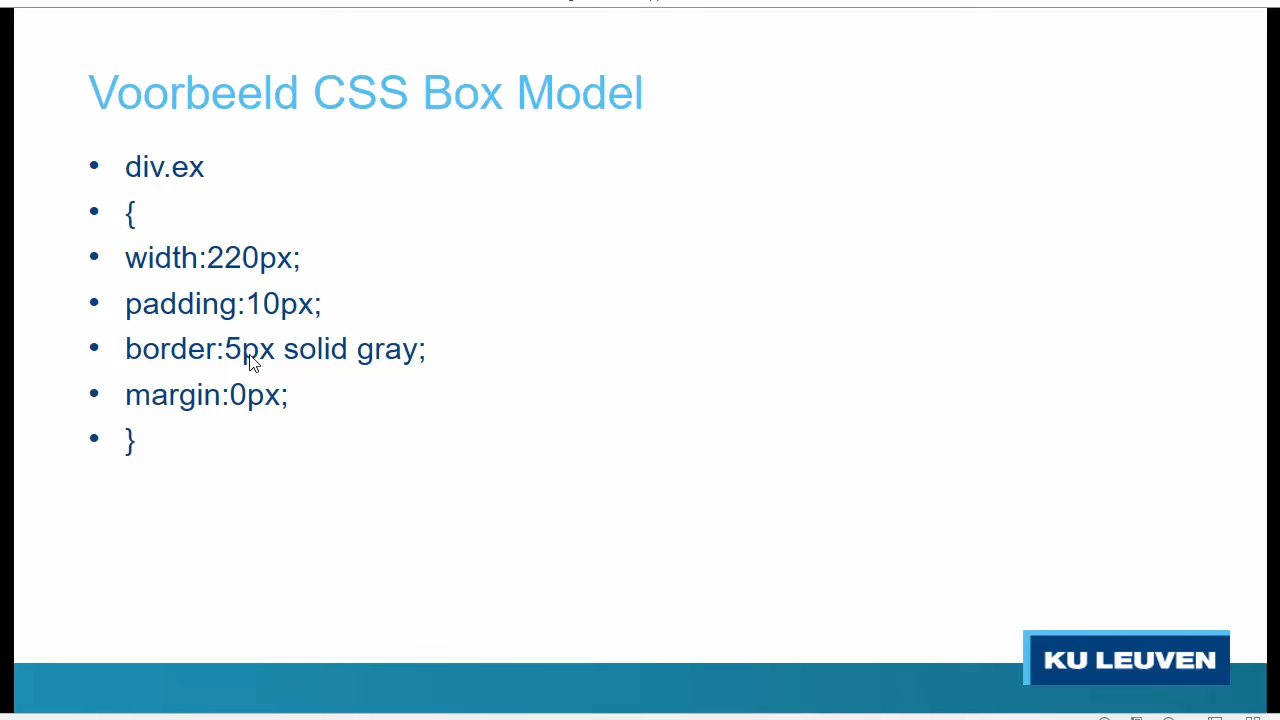 Voorbeeld CSS Box Model
• div.ex
• {
• width:220px;
• padding:10px;
• border:5px solid gray;
• margin:0px;
• }
KU LEUVEN